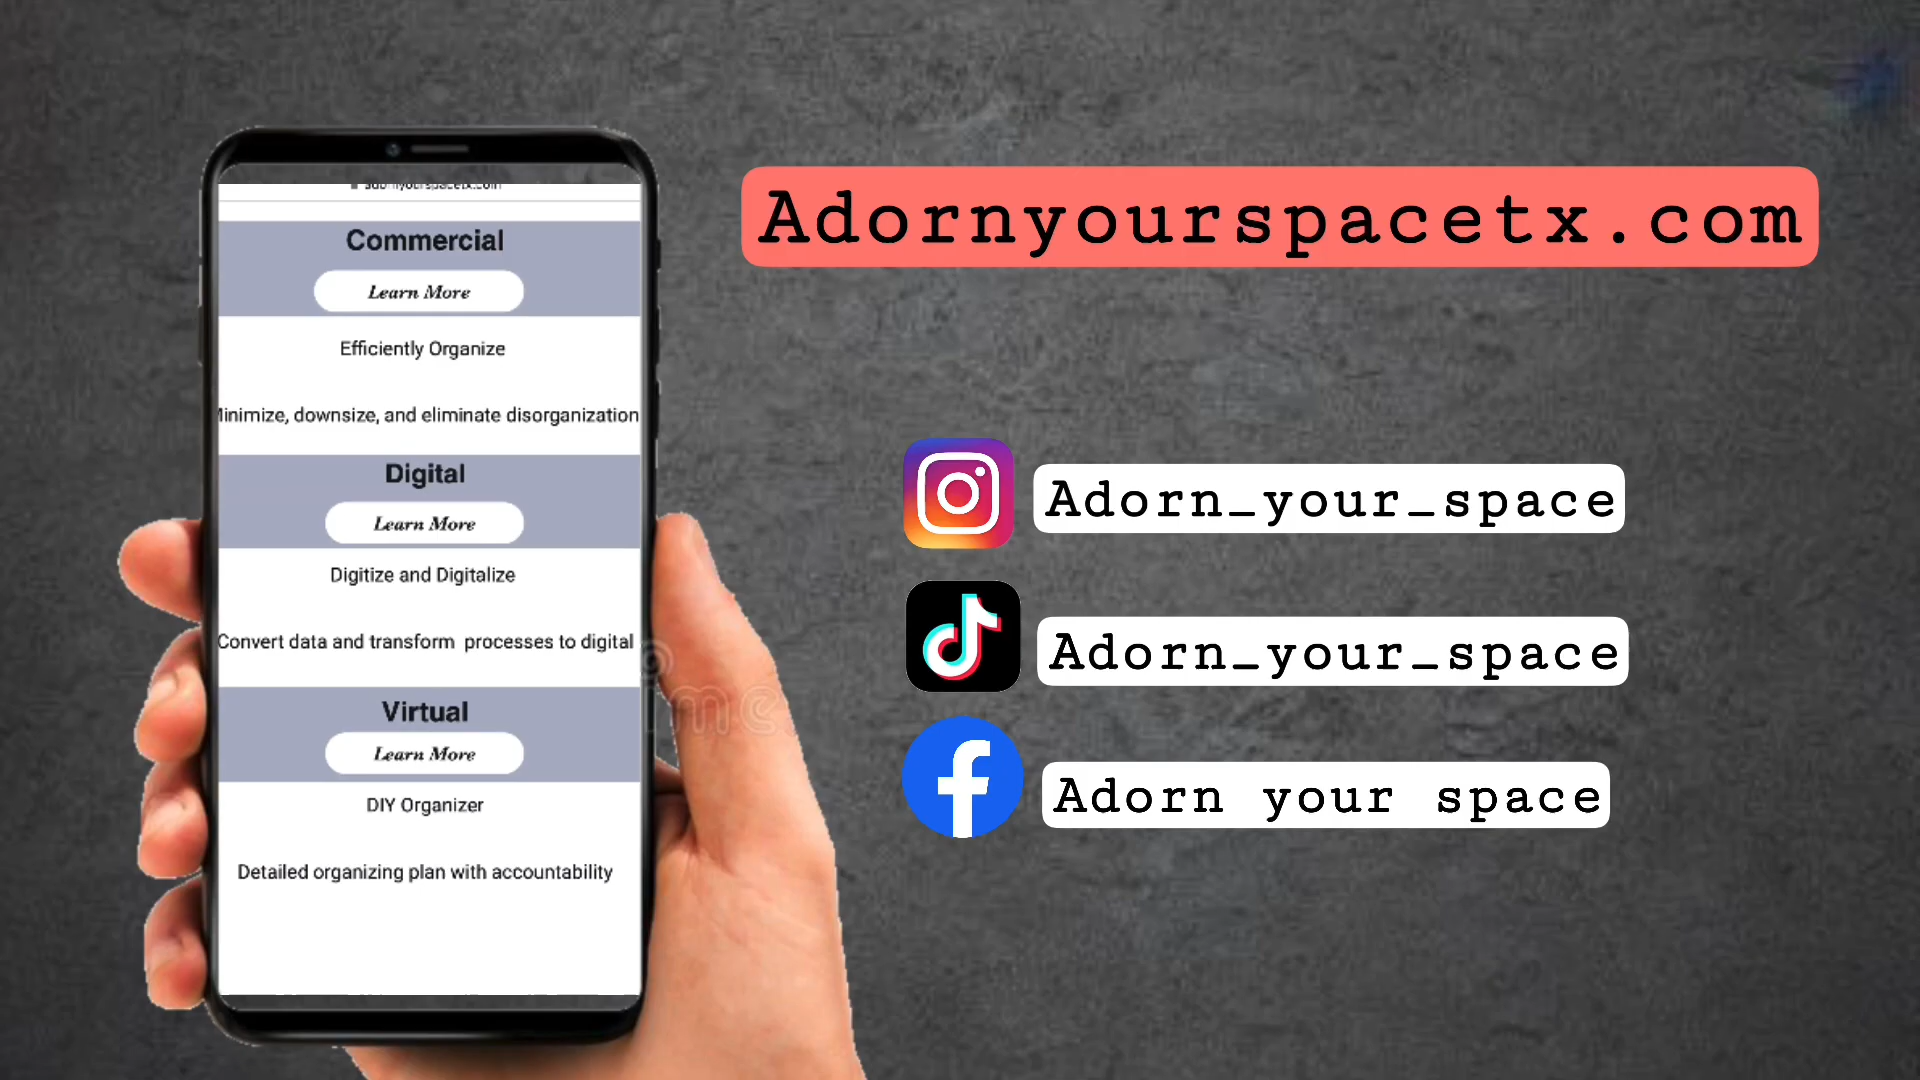 adornyourspacetx.com
Commercial
Learn More
Efficiently Organize
inimize, downsize, and eliminate disorganization
Digital
Learn More
Digitize and Digitalize
Convert data and transform processes to digital
Virtual
Learn More
DIY Organizer
Detailed organizing plan with accountability
Adornyourspacetx.com
Adorn_your_space
Adorn_your_space
Adorn your space